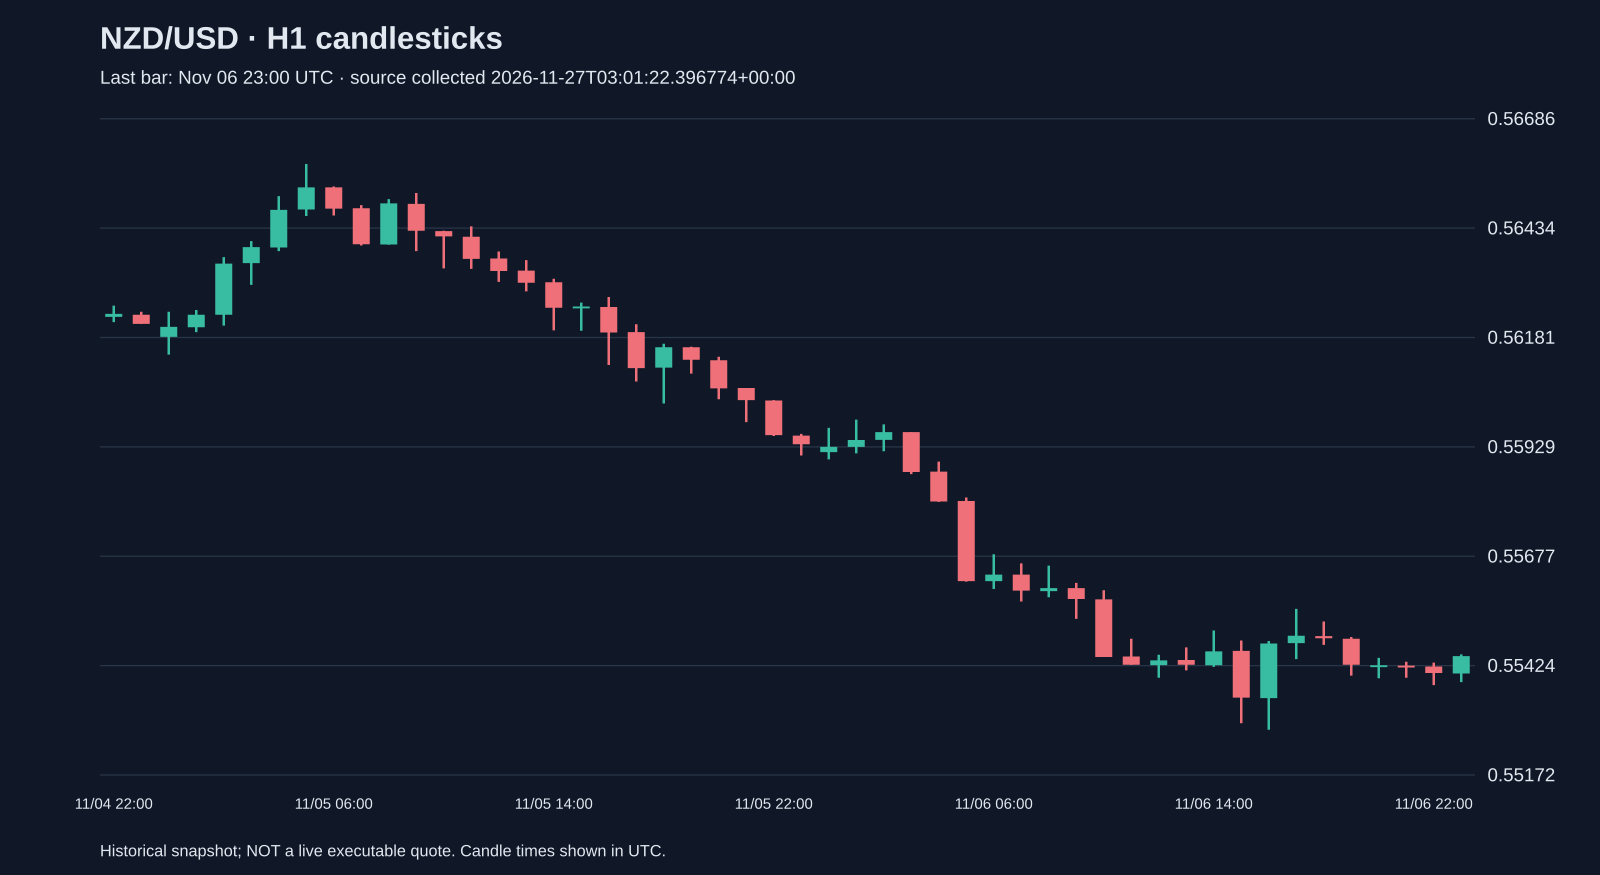 NZD/USD · H1 candlesticks
Last bar: Nov 06 23:00 UTC · source collected 2026-11-27T03:01:22.396774+00:00
0.56686
0.56434
0.56181
0.55929
0.55677
0.55424
0.55172
11/04 22:00 11/05 06:00 11/05 14:00 11/05 22:00 11/06 06:00 11/06 14:00 11/06 22:00
Historical snapshot; NOT a live executable quote. Candle times shown in UTC.